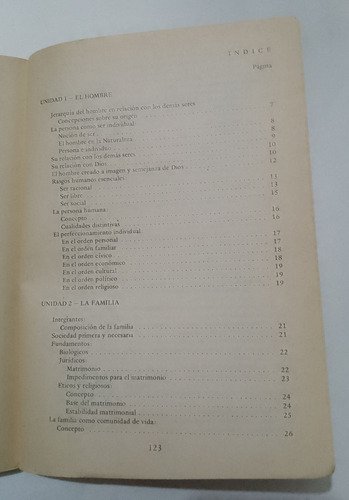 INDICE
Página
UNIDAD 1 – EL HOMBRE
Jerarquía del hombre en relación con los demás seres
Concepciones sobre su origen 7
La persona como ser individual
Noción de ser 8
El hombre en la Naturaleza 8
Persona e individuo 9
Su relación con los demás seres 10
Su relación con Dios 10
El hombre creado a imagen y semejanza de Dios 12
Rasgos humanos esenciales:
Ser racional 13
Ser libre 13
Ser social 15
La persona humana:
Concepto 16
Cualidades distintivas 16
El perfeccionamiento individual:
En el orden personal 17
En el orden familiar 17
En el orden cívico 18
En el orden económico 18
En el orden cultural 19
En el orden político 19
En el orden religioso 19
UNIDAD 2 – LA FAMILIA
Integrantes:
Composición de la familia 21
Sociedad primera y necesaria 21
Fundamentos:
Biológicos 22
Jurídicos:
Matrimonio 22
Impedimentos para el matrimonio 23
Eticos y religiosos
Concepto 24
Base del matrimonio 24
Estabilidad matrimonial 25
La familia como comunidad de vida:
Concepto 26
123